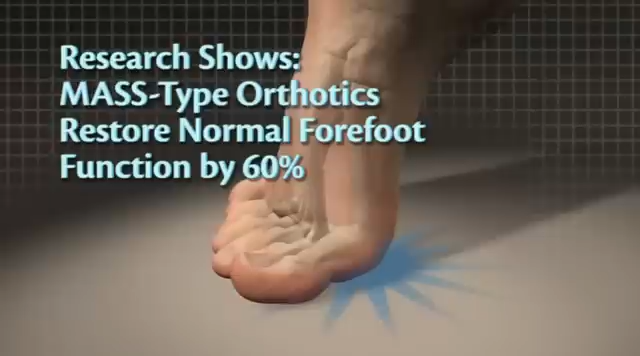 Research Shows:
MASS-Type Orthotics
Restore Normal Forefoot
Function by 60%